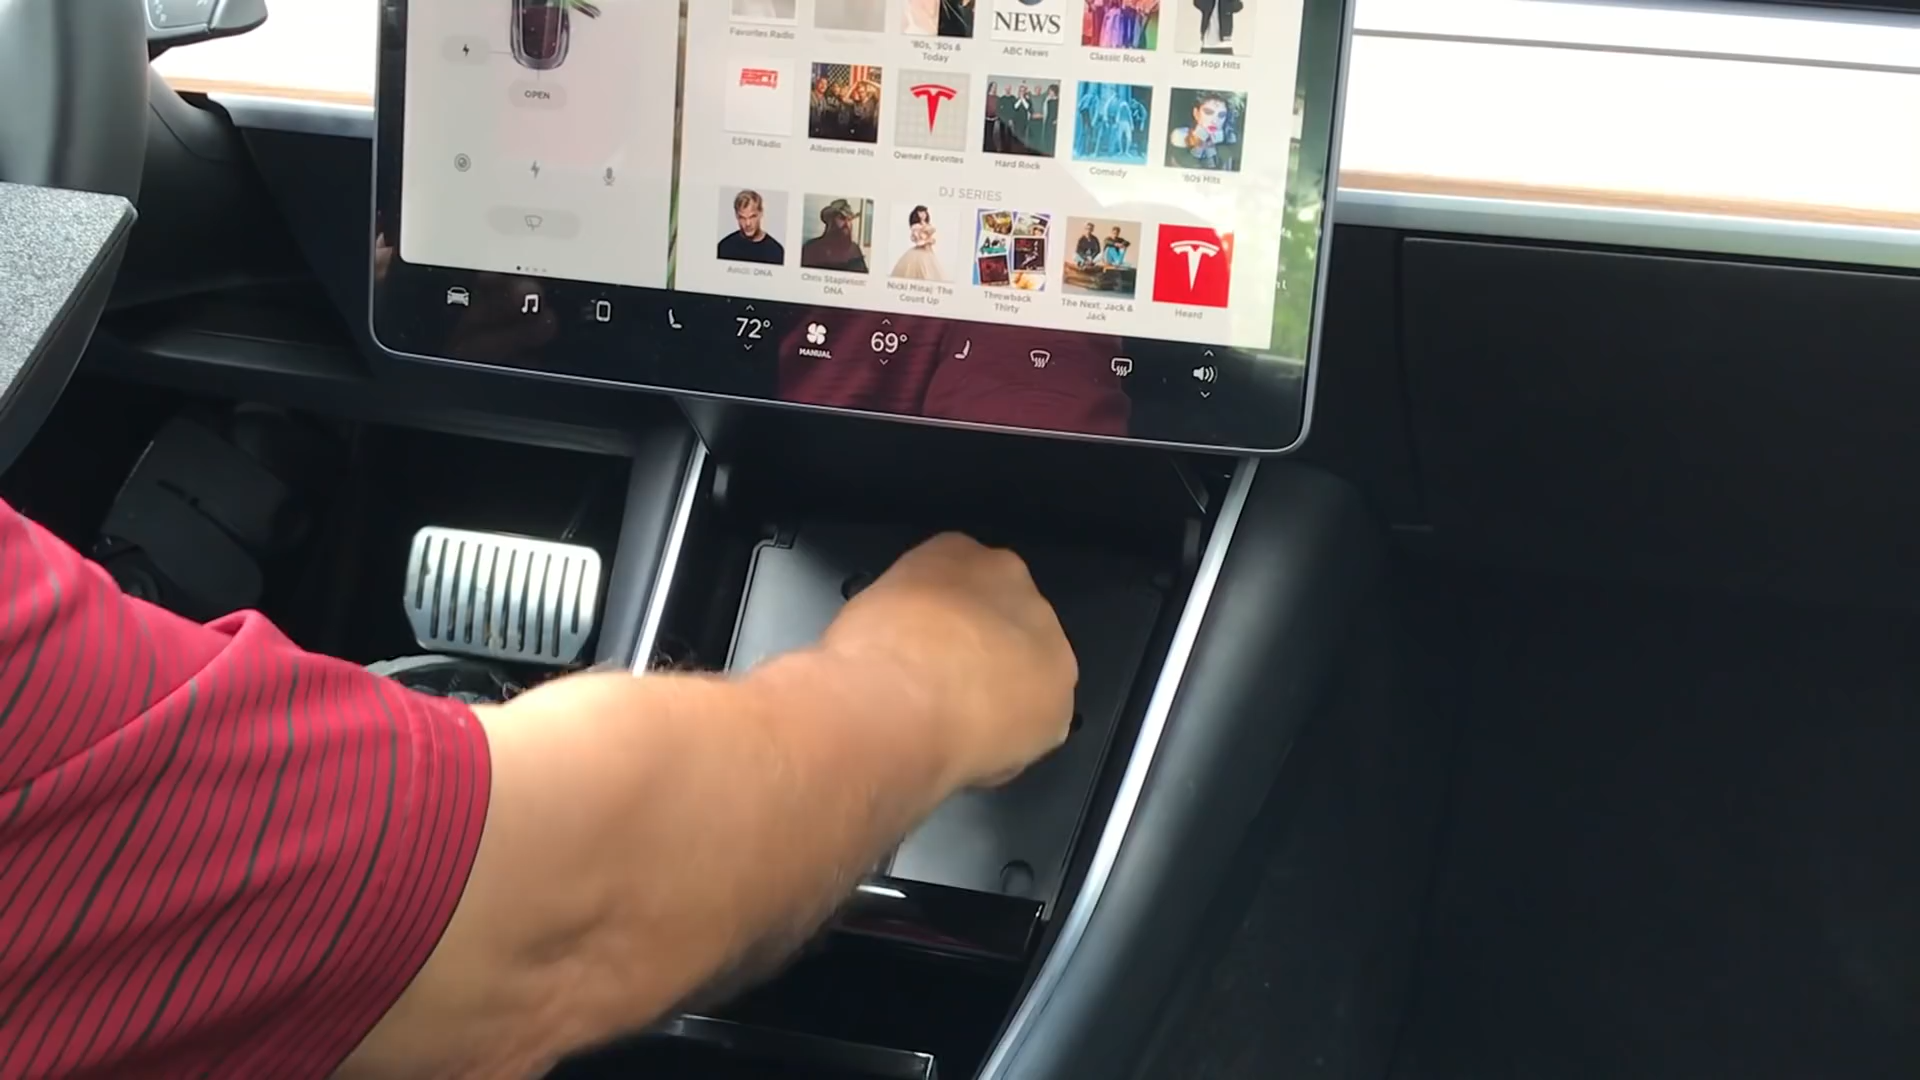 NEWS
Favorites Radio
'80s, '90s &
Today
ABC News
Classic Rock
Hip Hop Hits
OPEN
ESPN Radio
Alternative Hits
Owner Favorites
Hard Rock
Comedy
'80s Hits
DJ SERIES
Avicii: DNA
Chris Stapleton:
DNA
Nicki Minaj: The
Count Up
Throwback
Thirty
The Next: Jack &
Jack
Heard
72°
MANUAL
69°